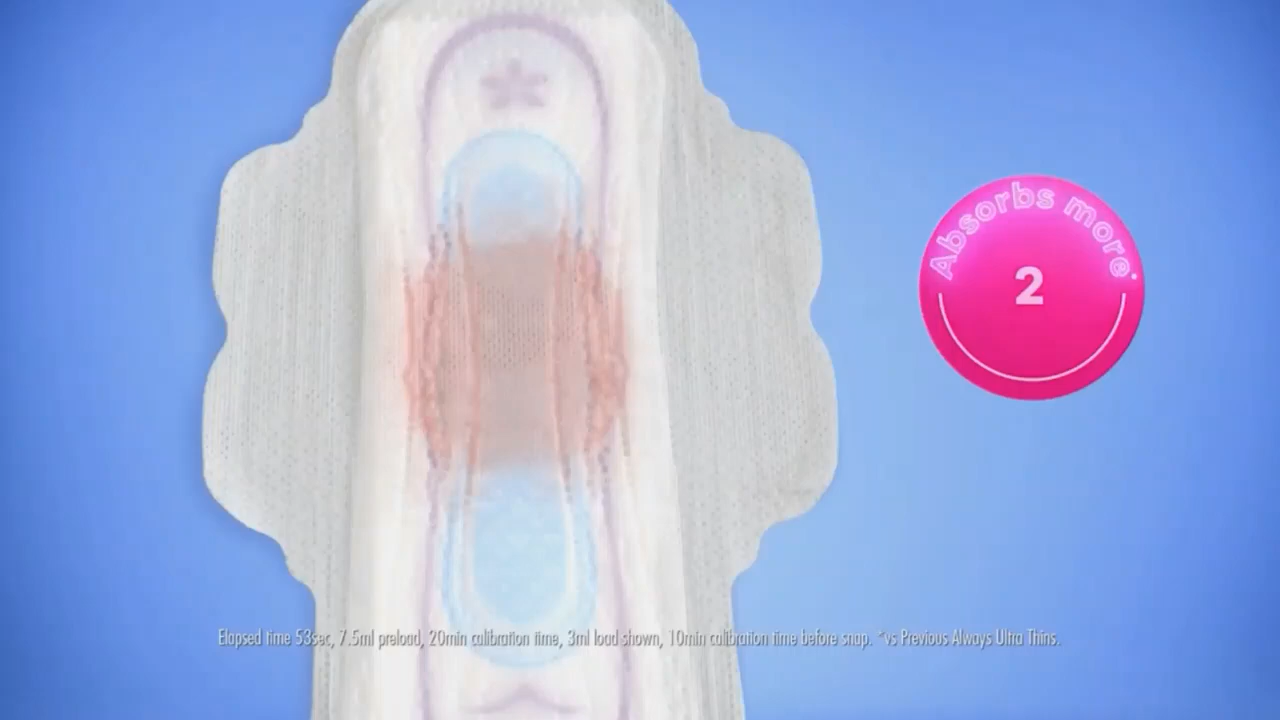 Absorbs more*
2
Elapsed time 53sec, 7.5ml preload, 20min calibration time, 3ml load shown, 10min calibration time before snap. *vs Previous Always Ultra Thins.